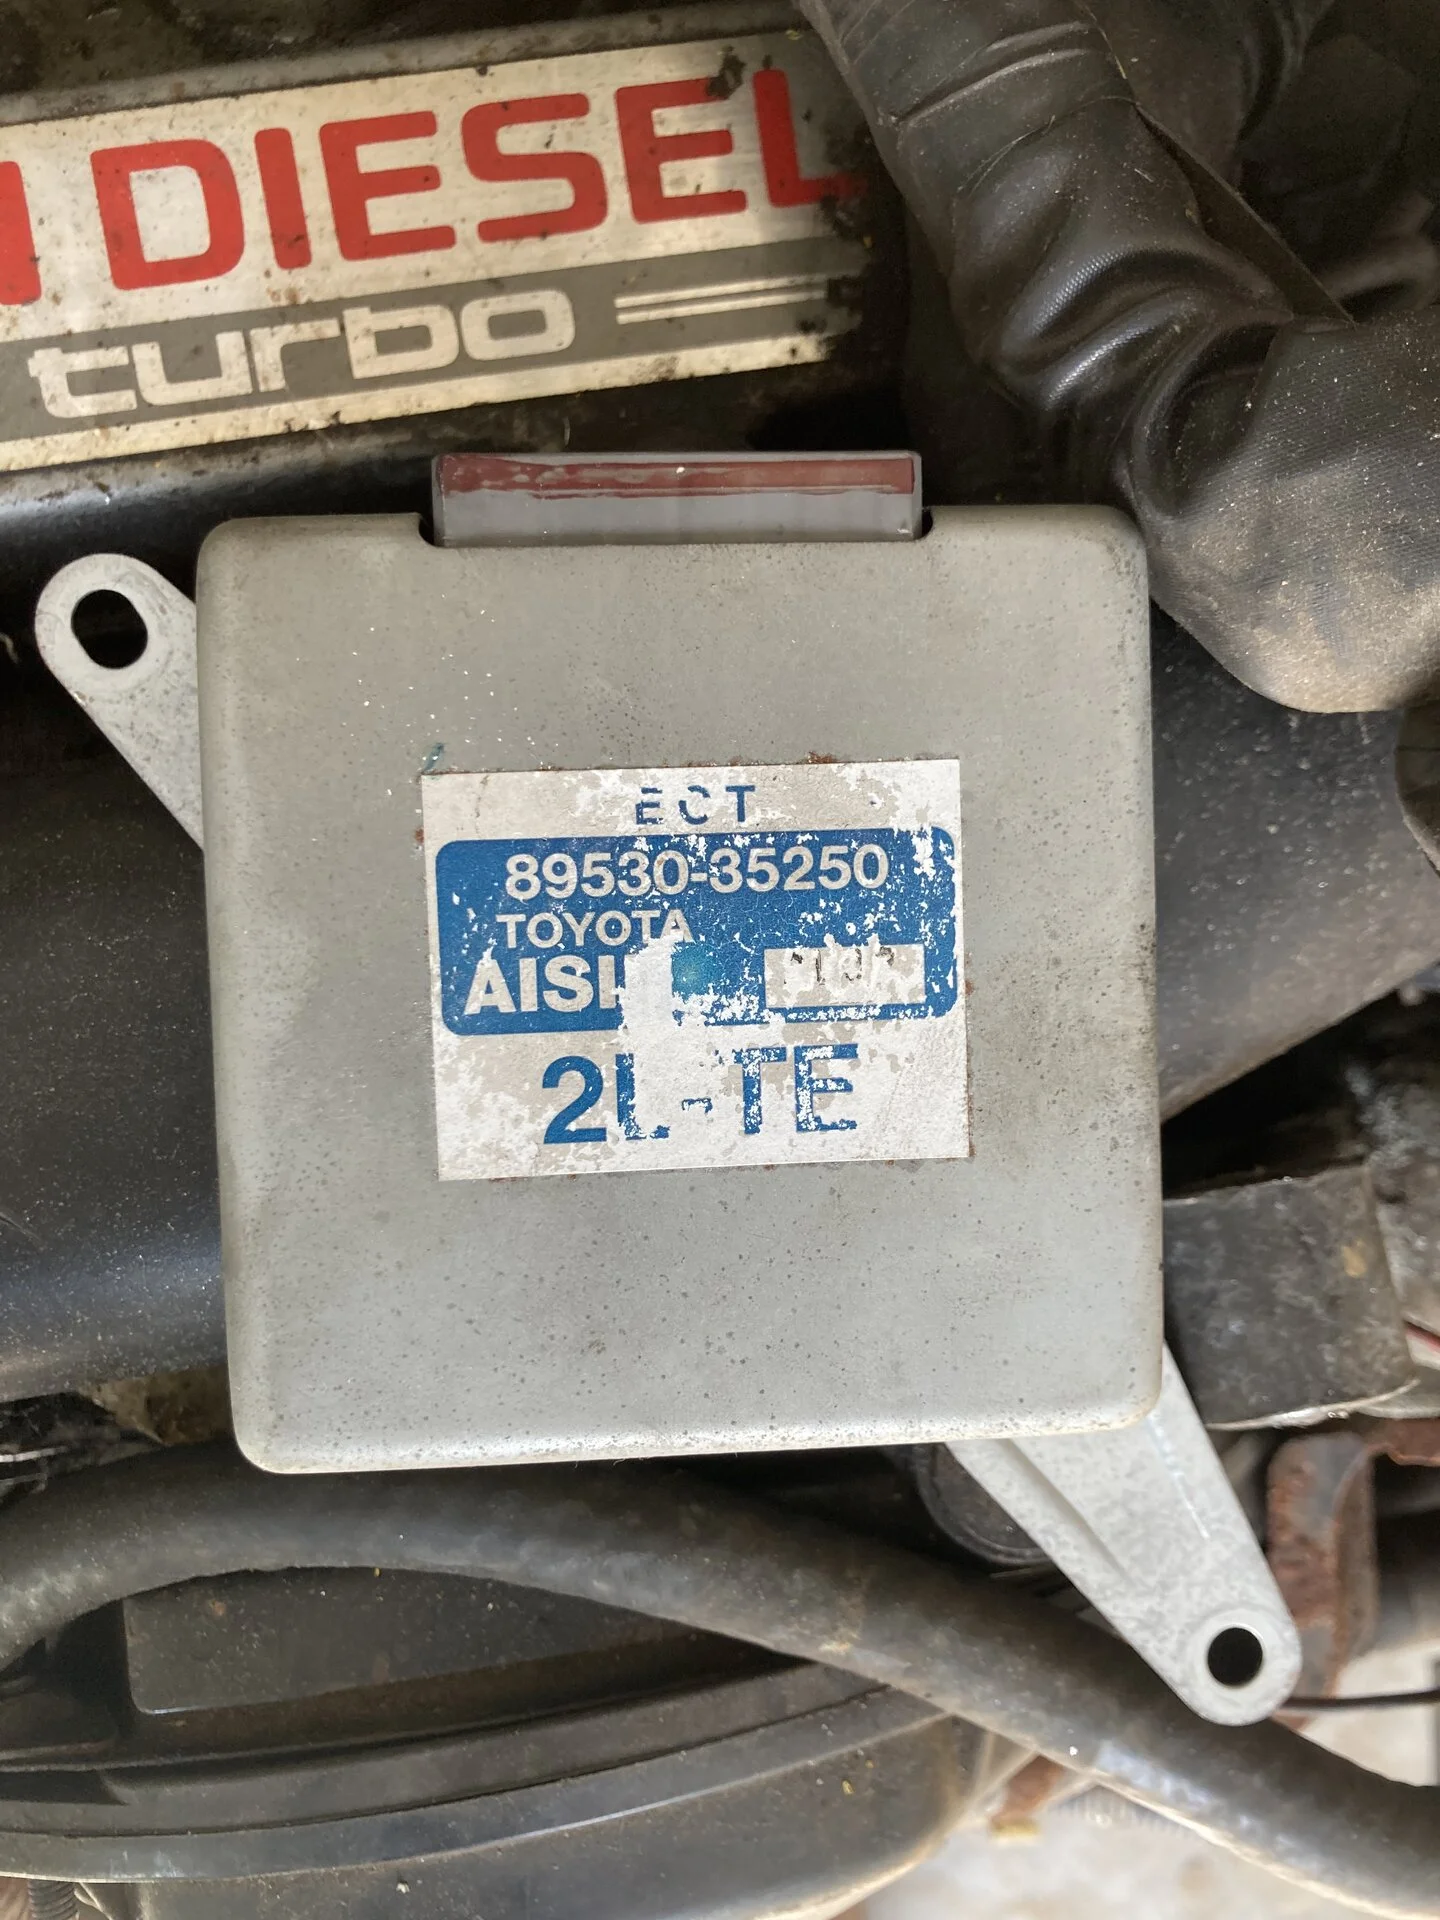 DIESEL
turbo
ECT
89530-35250
TOYOTA
2L-TE